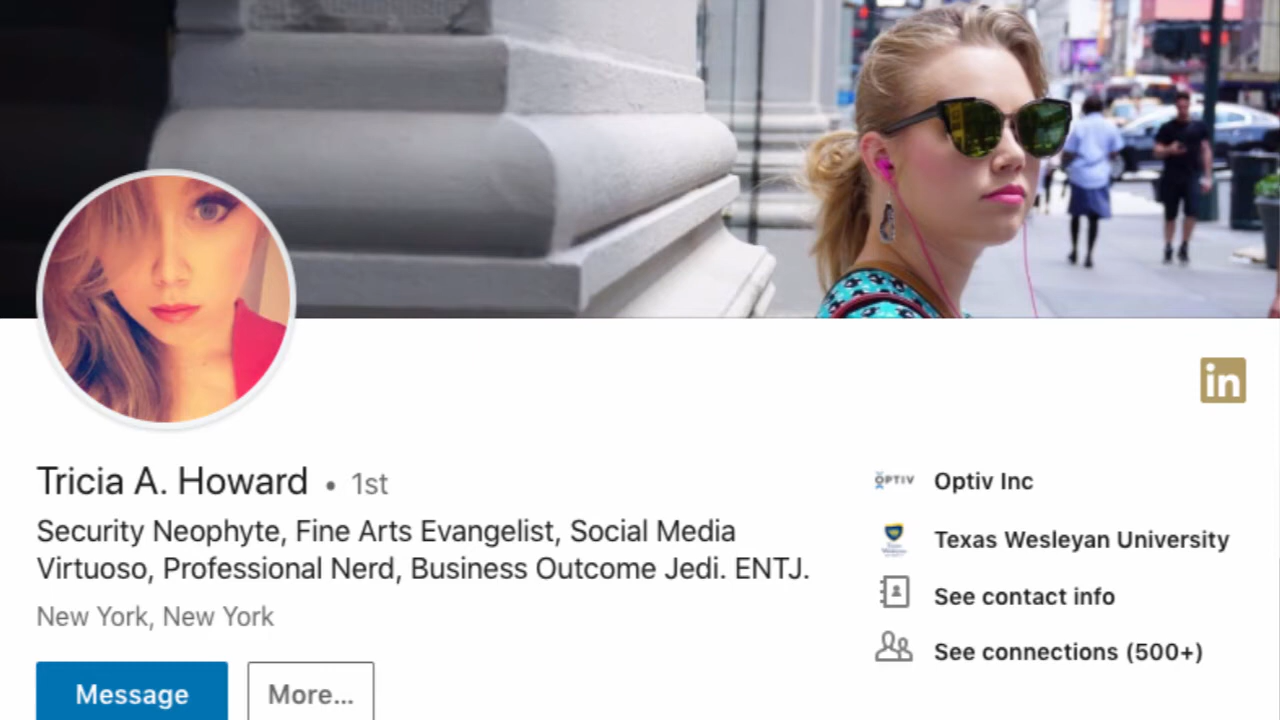 in
Tricia A. Howard • 1st
Security Neophyte, Fine Arts Evangelist, Social Media
Virtuoso, Professional Nerd, Business Outcome Jedi. ENTJ.
New York, New York
Message
More...
OPTIV Optiv Inc
Texas Wesleyan University
See contact info
See connections (500+)